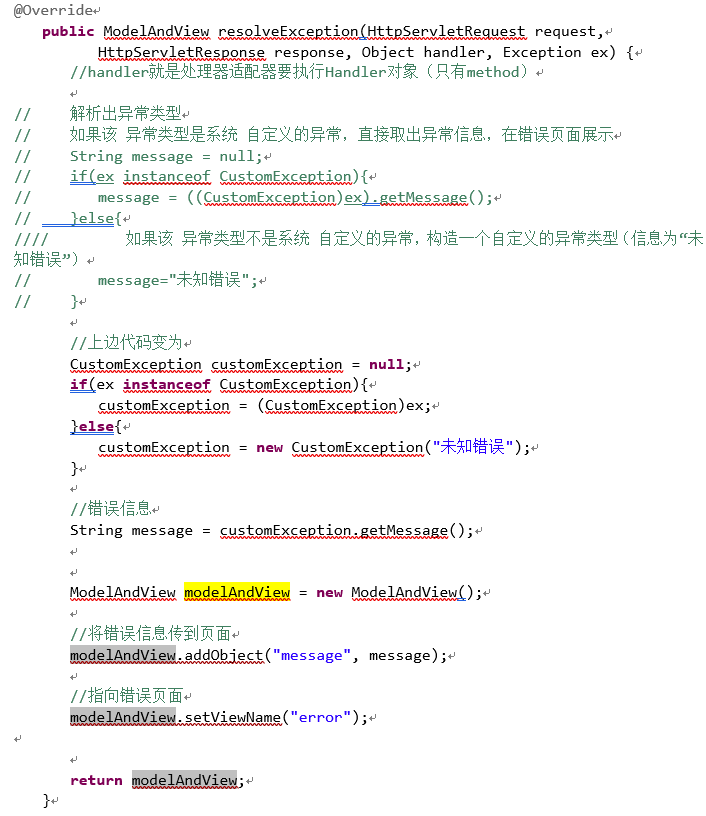 @Override
public ModelAndView resolveException(HttpServletRequest request,
HttpServletResponse response, Object handler, Exception ex) {
//handler就是处理器适配器要执行Handler对象（只有method）
//    解析出异常类型
//    如果该 异常类型是系统 自定义的异常，直接取出异常信息，在错误页面展示
//    String message = null;
//    if(ex instanceof CustomException){
//       message = ((CustomException)ex).getMessage();
//    }else{
////        如果该 异常类型不是系统 自定义的异常，构造一个自定义的异常类型（信息为“未
知错误”）
//       message="未知错误";
//    }
//上边代码变为
CustomException customException = null;
if(ex instanceof CustomException){
customException = (CustomException)ex;
}else{
customException = new CustomException("未知错误");
}
//错误信息
String message = customException.getMessage();
ModelAndView modelAndView = new ModelAndView();
//将错误信息传到页面
modelAndView.addObject("message", message);
//指向错误页面
modelAndView.setViewName("error");
return modelAndView;
}